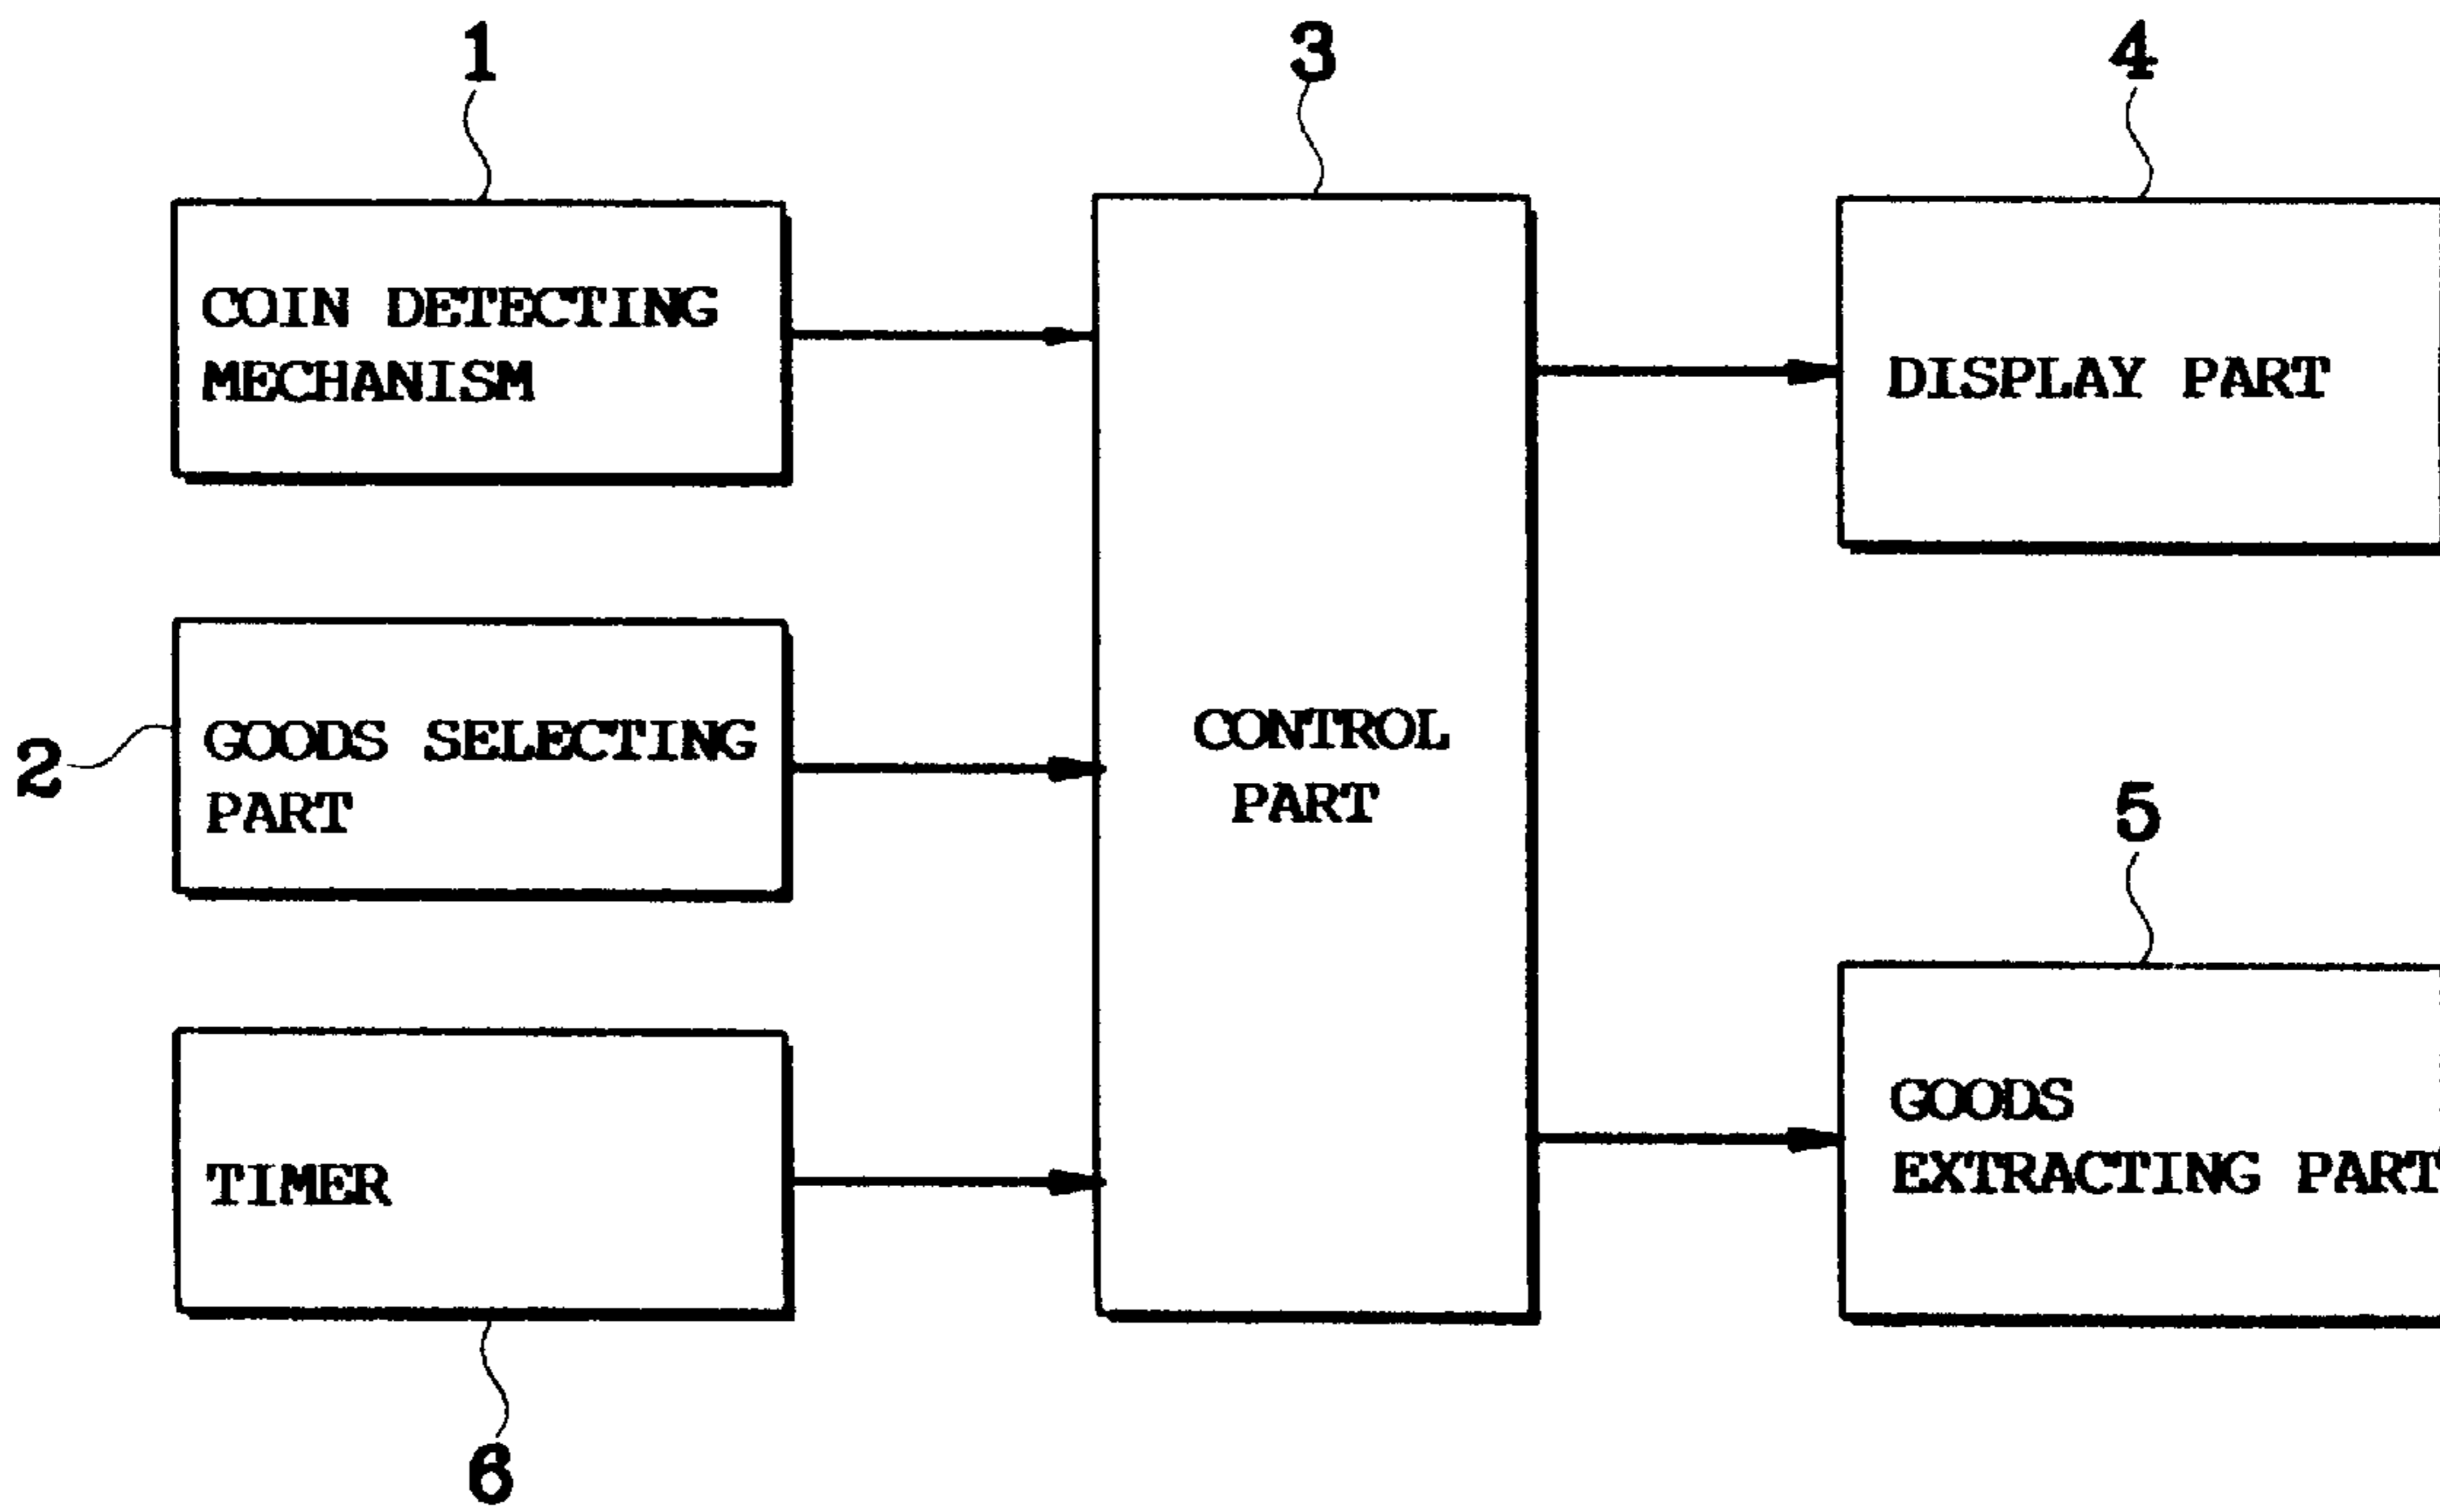 1
3
4
COIN DETECTING
MECHANISM
DISPLAY PART
2
GOODS SELECTING
PART
CONTROL
PART
5
GOODS
EXTRACTING PART
TIMER
6